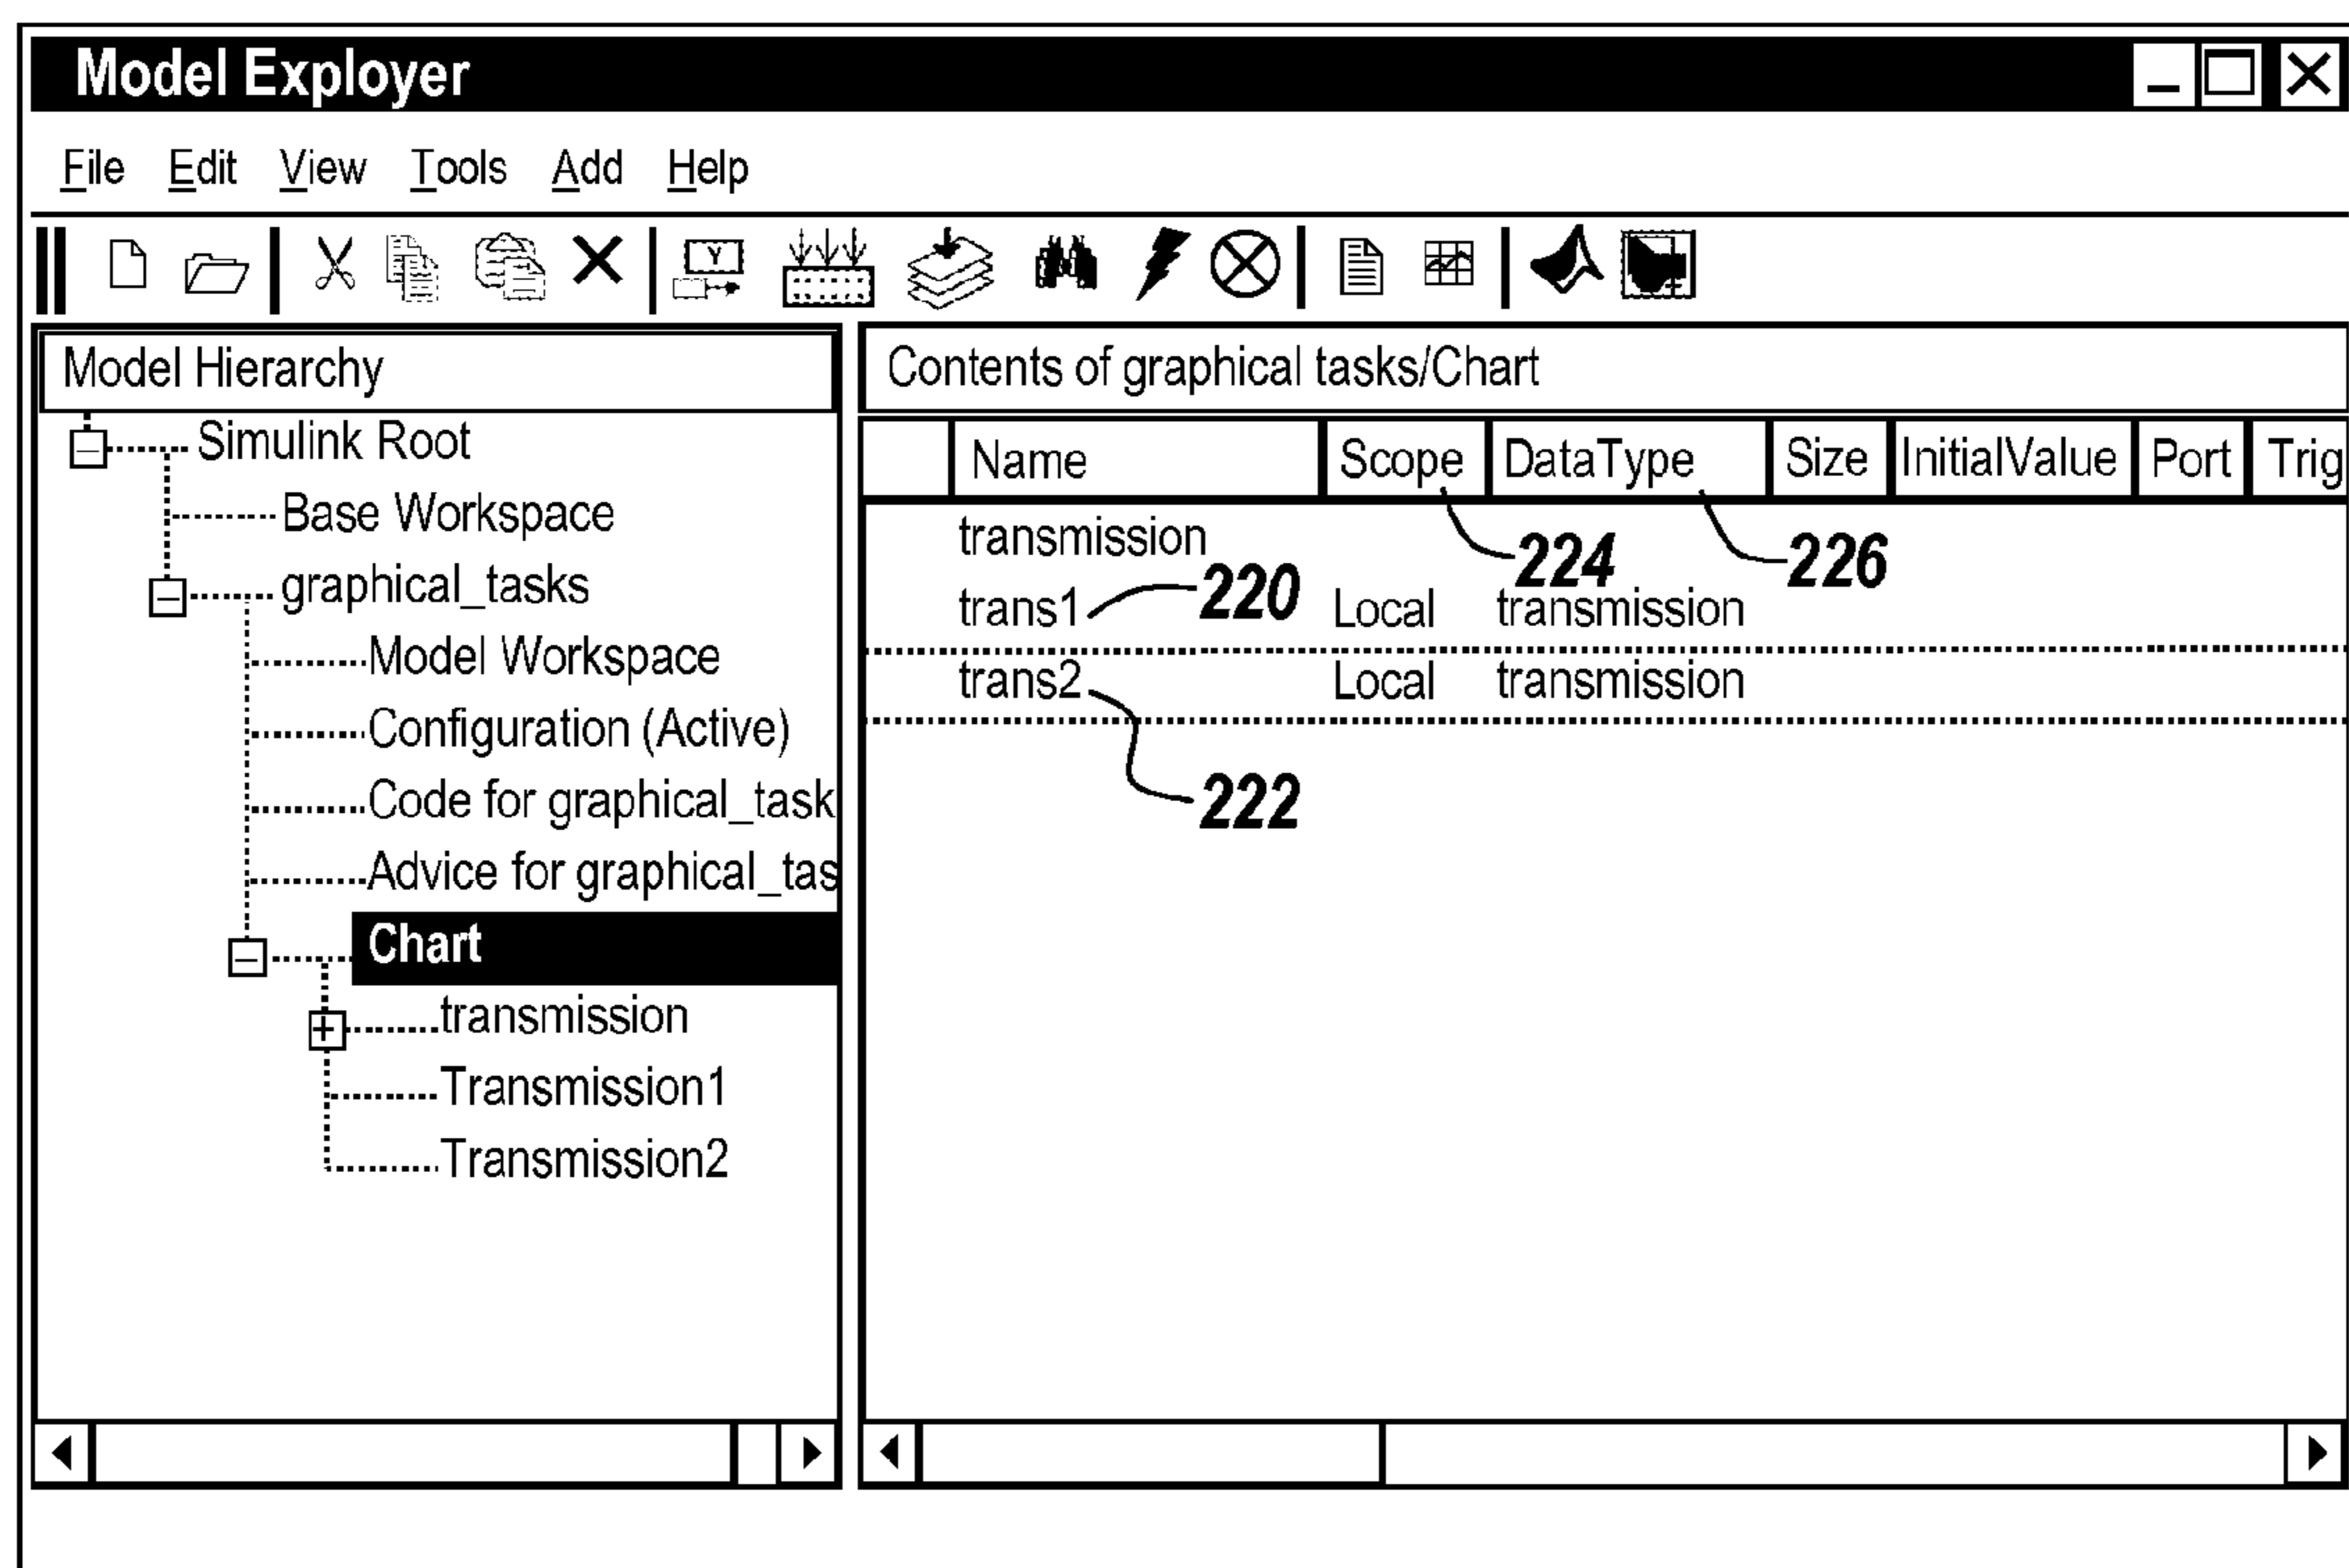 Model Exployer
File Edit View Tools Add Help
Y
Model Hierarchy
Simulink Root
Base Workspace
graphical_tasks
Model Workspace
Configuration (Active)
Code for graphical_task
Advice for graphical_tas
Chart
transmission
Transmission1
Transmission2
Contents of graphical tasks/Chart
Name Scope DataType Size InitialValue Port Trig
transmission 224 226
trans1 220 Local transmission
trans2 Local transmission
222